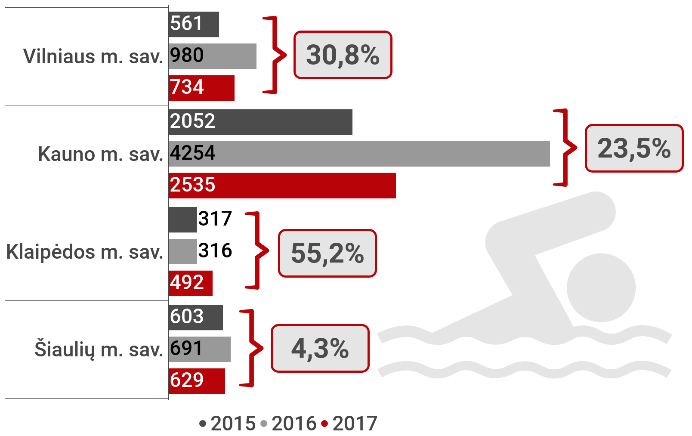 561
Vilniaus m. sav. 980 30,8%
734
2052
Kauno m. sav. 4254 23,5%
2535
317
Klaipėdos m. sav. 316 55,2%
492
603
Šiaulių m. sav. 691 4,3%
629
2015 2016 2017